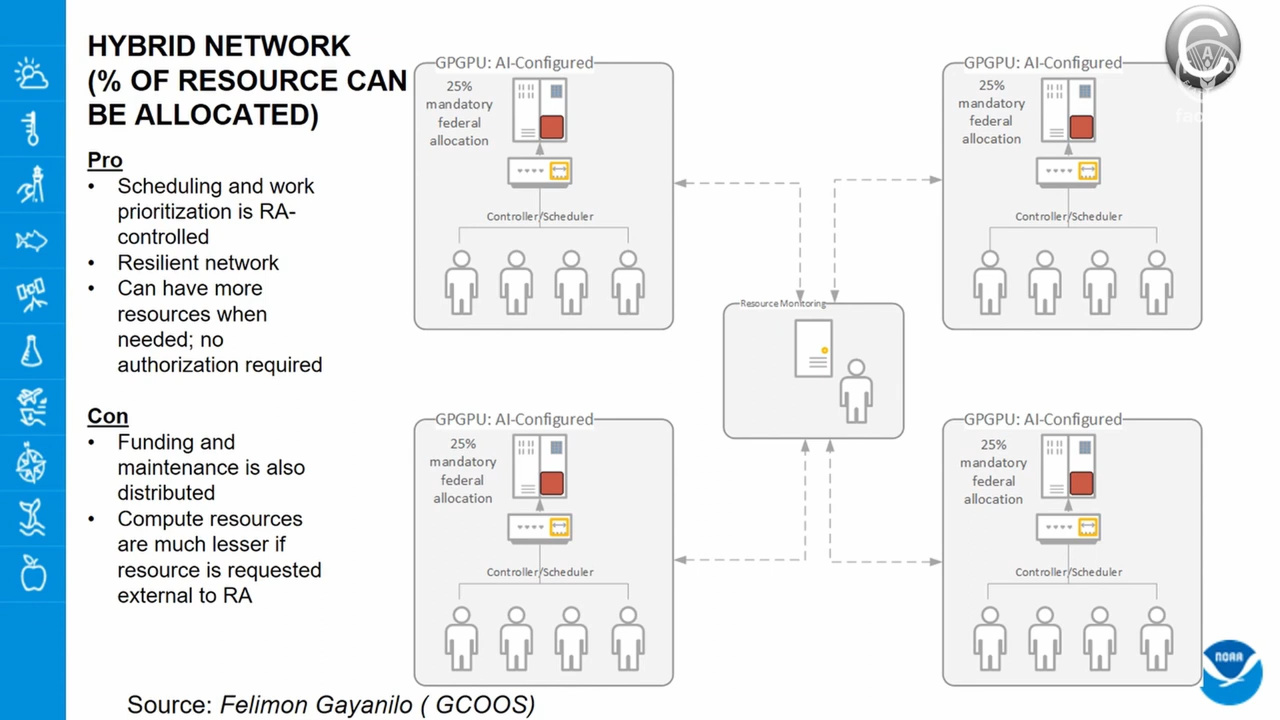 HYBRID NETWORK
(% OF RESOURCE CAN
BE ALLOCATED)
Pro
• Scheduling and work
prioritization is RA-
controlled
• Resilient network
• Can have more
resources when
needed; no
authorization required
Con
• Funding and
maintenance is also
distributed
• Compute resources
are much lesser if
resource is requested
external to RA
GPGPU: AI-Configured
25%
mandatory
federal
allocation
Controller/Scheduler
GPGPU: AI-Configured
25%
mandatory
federal
allocation
Controller/Scheduler
Resource Monitoring
GPGPU: AI-Configured
25%
mandatory
federal
allocation
Controller/Scheduler
GPGPU: AI-Configured
25%
mandatory
federal
allocation
Controller/Scheduler
Source: Felimon Gayanilo ( GCOOS)
NOAA